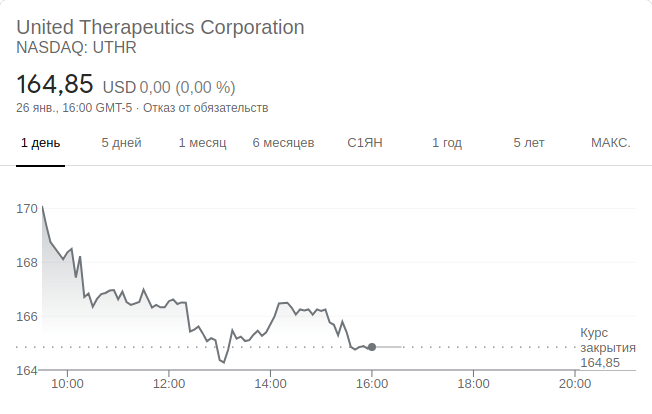 United Therapeutics Corporation
NASDAQ: UTHR
164,85 USD 0,00 (0,00 %)
26 янв., 16:00 GMT-5 · Отказ от обязательств
1 день 5 дней 1 месяц 6 месяцев С1ЯН 1 год 5 лет МАКС.
170
168
166
164
Курс
закрытия
164,85
10:00 12:00 14:00 16:00 18:00 20:00